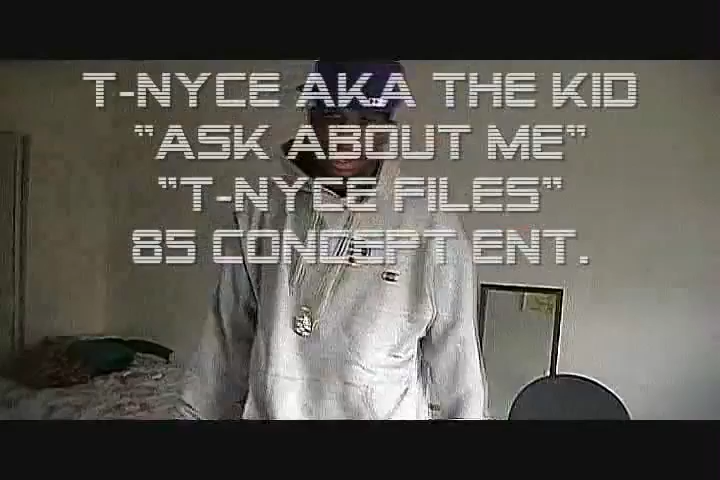 T-NYCE AKA THE KID
"ASK ABOUT ME"
"T-NYCE FILES"
85 CONCEPT ENT.